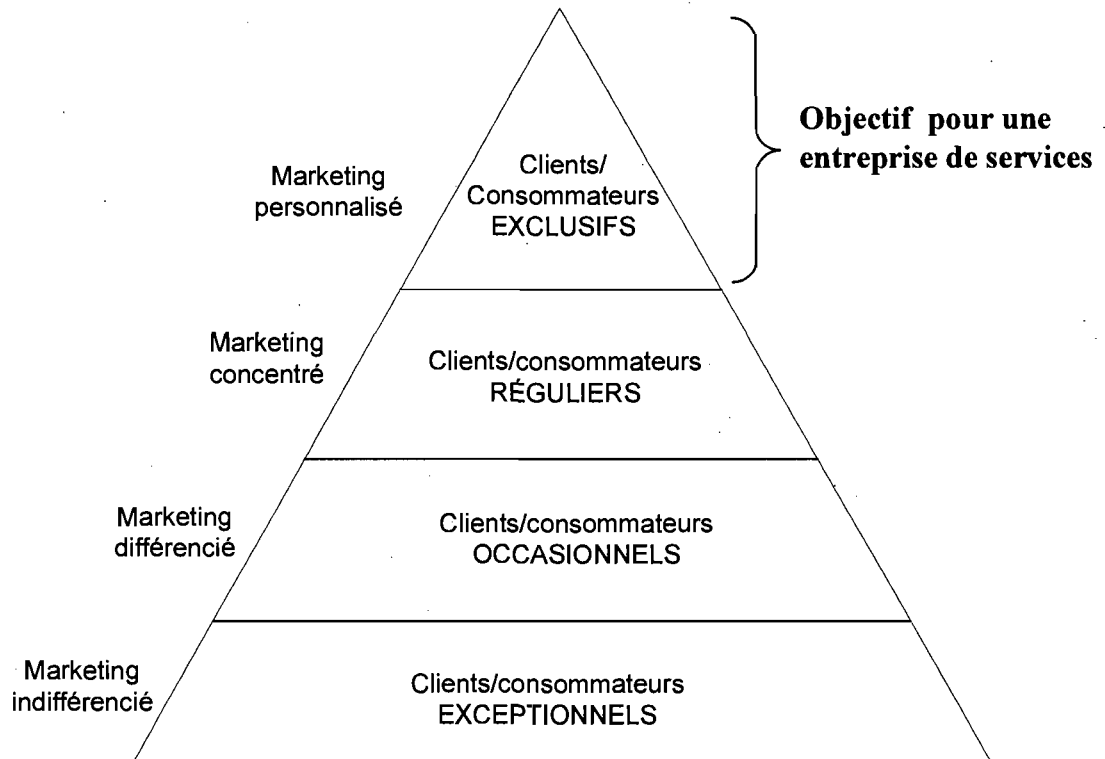 Objectif pour une
entreprise de services
Marketing
personnalisé
Clients/
Consommateurs
EXCLUSIFS
Marketing
concentré
Clients/consommateurs
RÉGULIERS
Marketing
différencié
Clients/consommateurs
OCCASIONNELS
Marketing
indifférencié
Clients/consommateurs
EXCEPTIONNELS